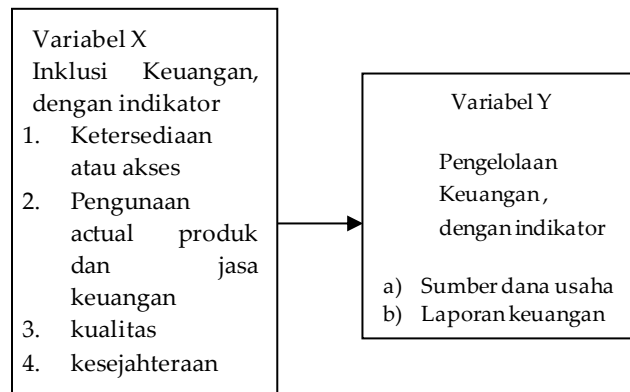 Variabel X
Inklusi Keuangan,
dengan indikator
1. Ketersediaan
atau akses
2. Pengunaan
actual produk
dan jasa
keuangan
3. kualitas
4. kesejahteraan
Variabel Y
Pengelolaan
Keuangan,
dengan indikator
a) Sumber dana usaha
b) Laporan keuangan